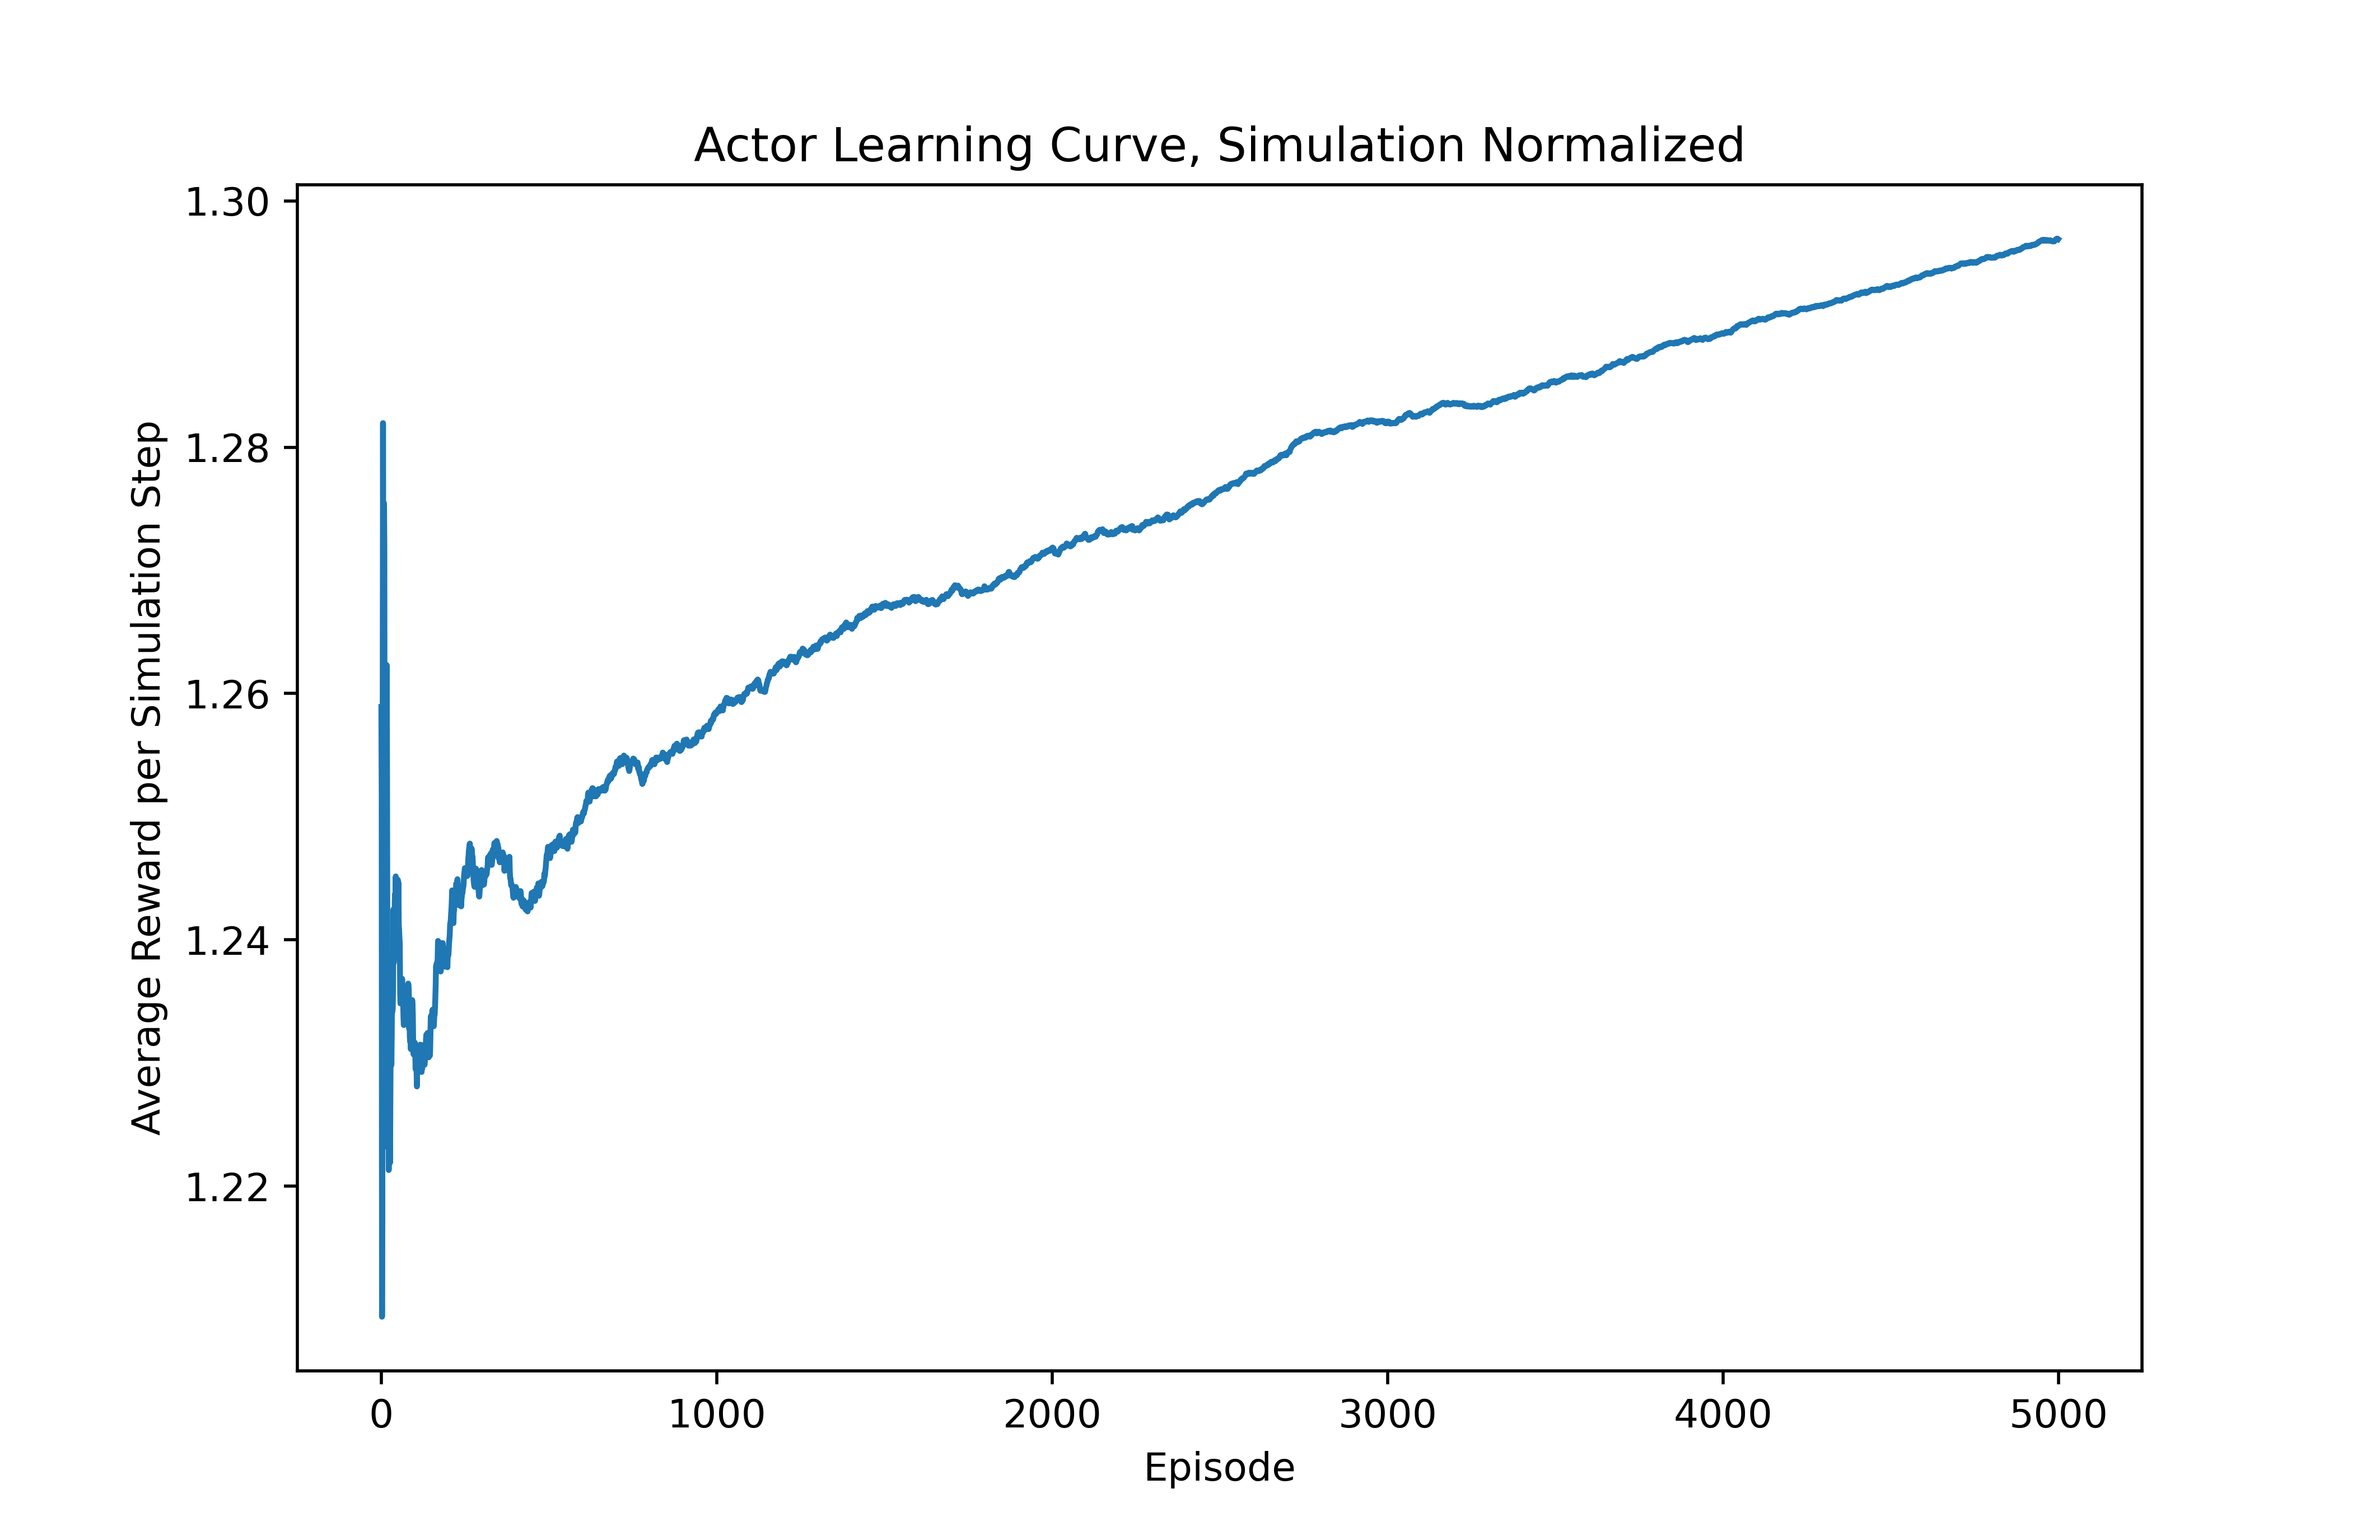 Actor Learning Curve, Simulation Normalized
Average Reward per Simulation Step
1.30
1.28
1.26
1.24
1.22
0 1000 2000 3000 4000 5000
Episode